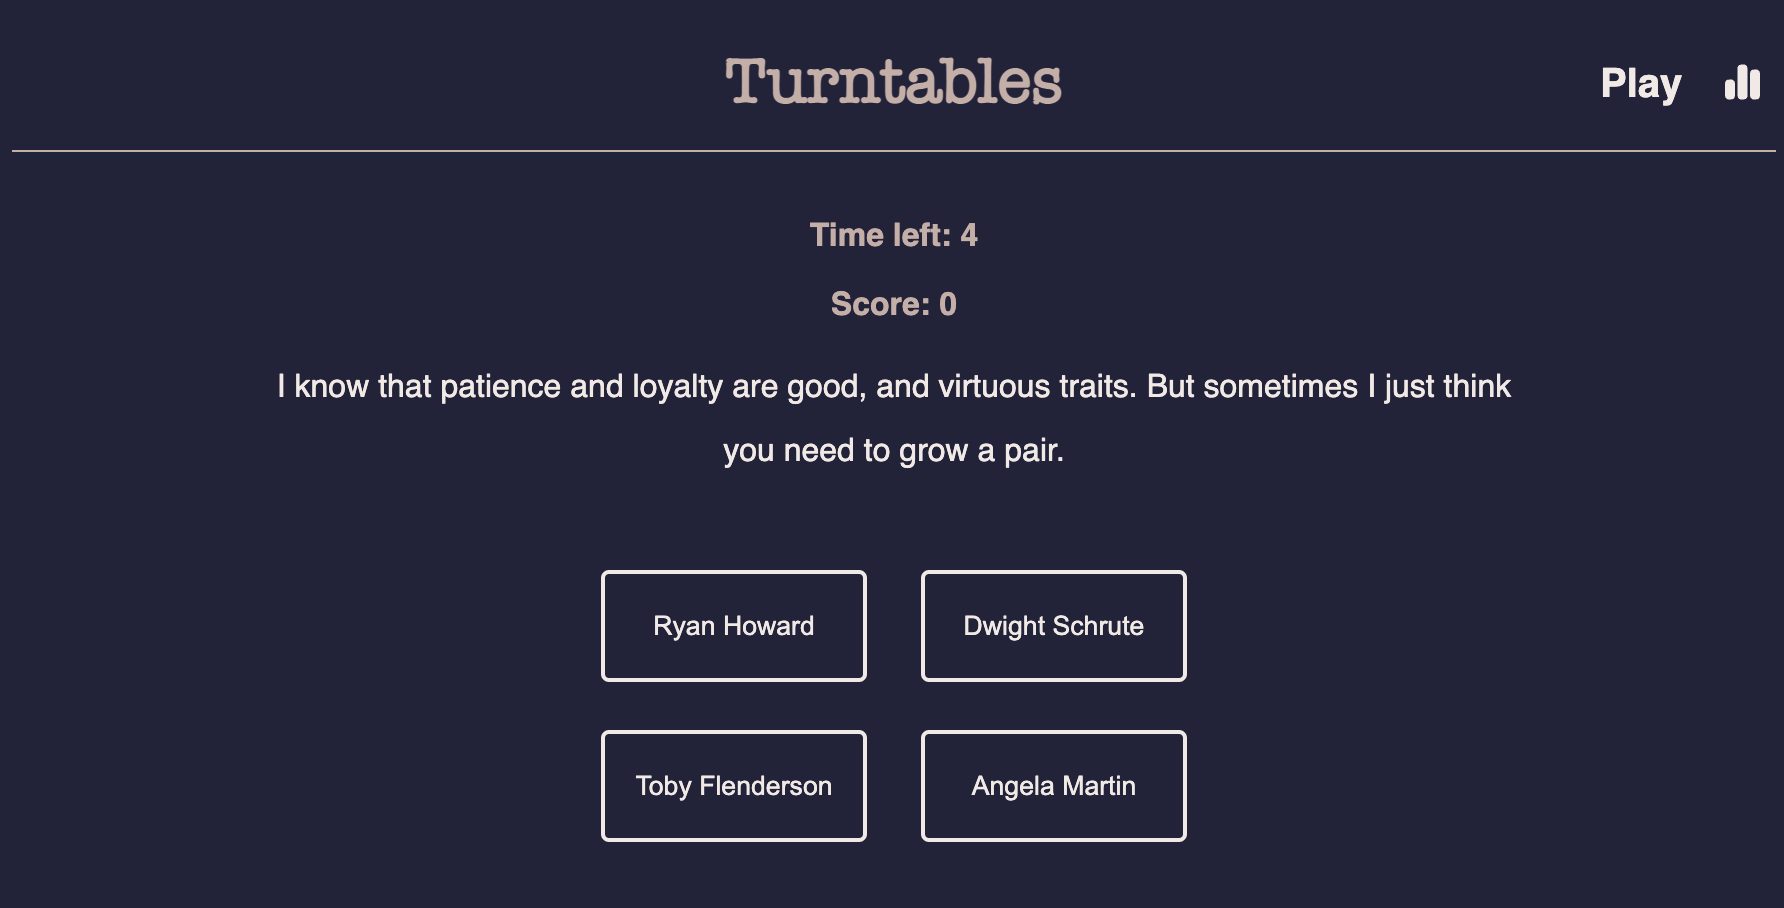 Turntables
Play
Time left: 4
Score: 0
I know that patience and loyalty are good, and virtuous traits. But sometimes I just think
you need to grow a pair.
Ryan Howard
Dwight Schrute
Toby Flenderson
Angela Martin